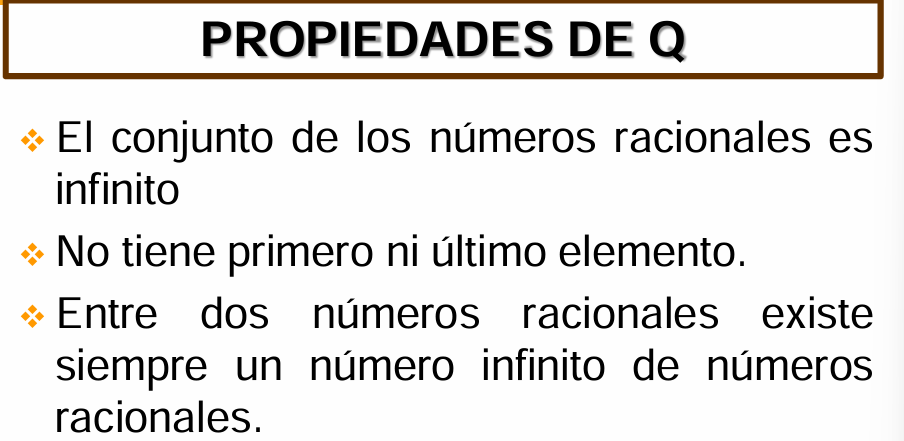 PROPIEDADES DE Q
El conjunto de los números racionales es
infinito
No tiene primero ni último elemento.
Entre dos números racionales existe
siempre un número infinito de números
racionales.